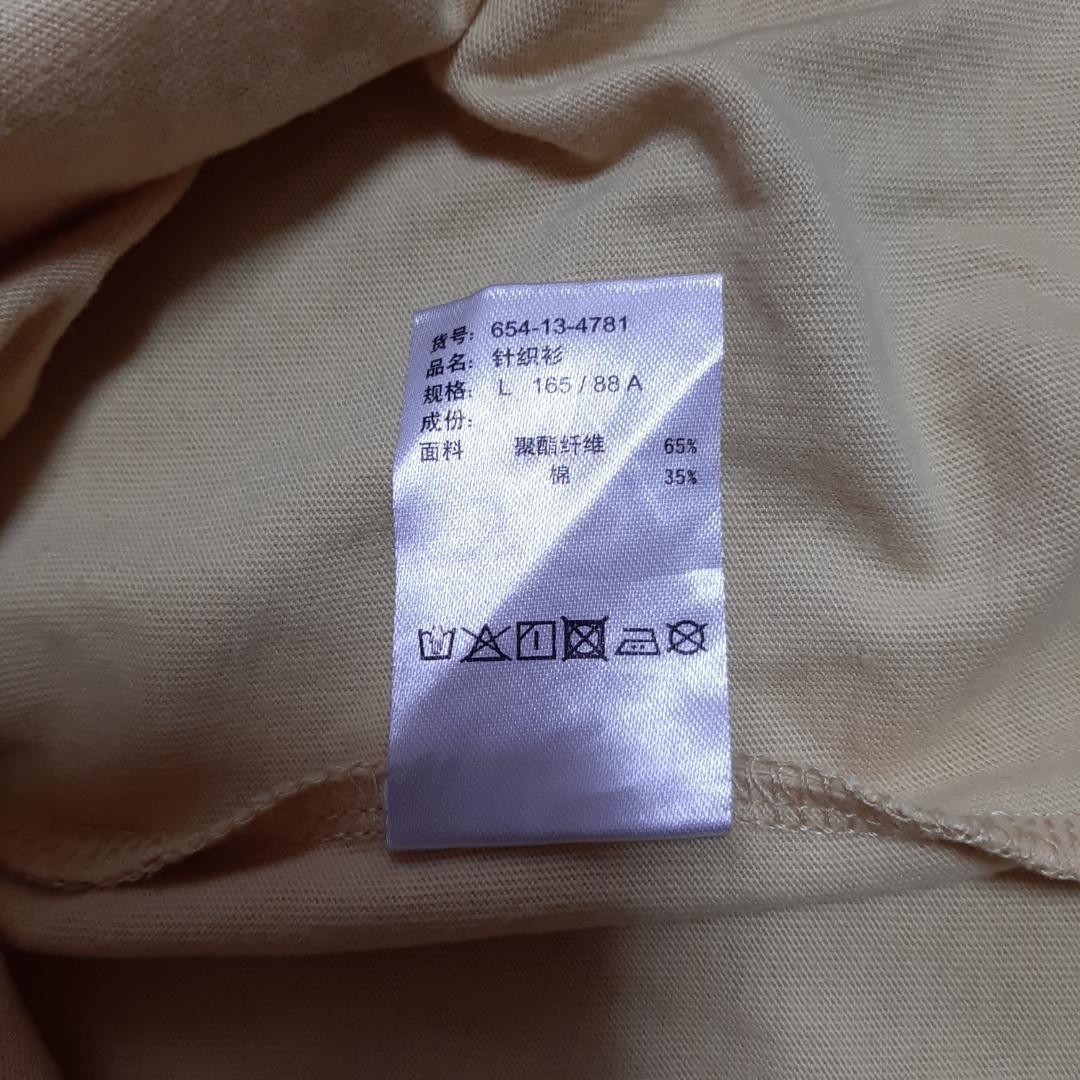 货号: 654-13-4781
品名: 针织衫
规格: L 165 / 88 A
成份:
面料 聚酯纤维 65%
棉 35%